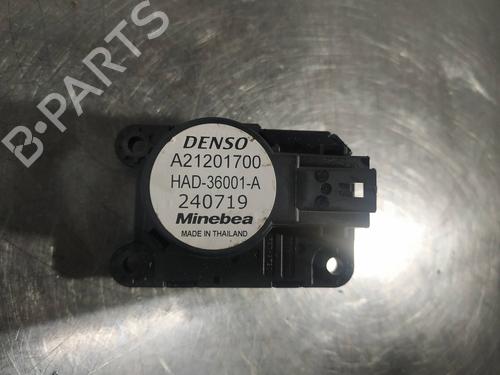 B-PARTS
DENSO
A21201700
HAD-36001-A
240719
Minebea
MADE IN THAILAND